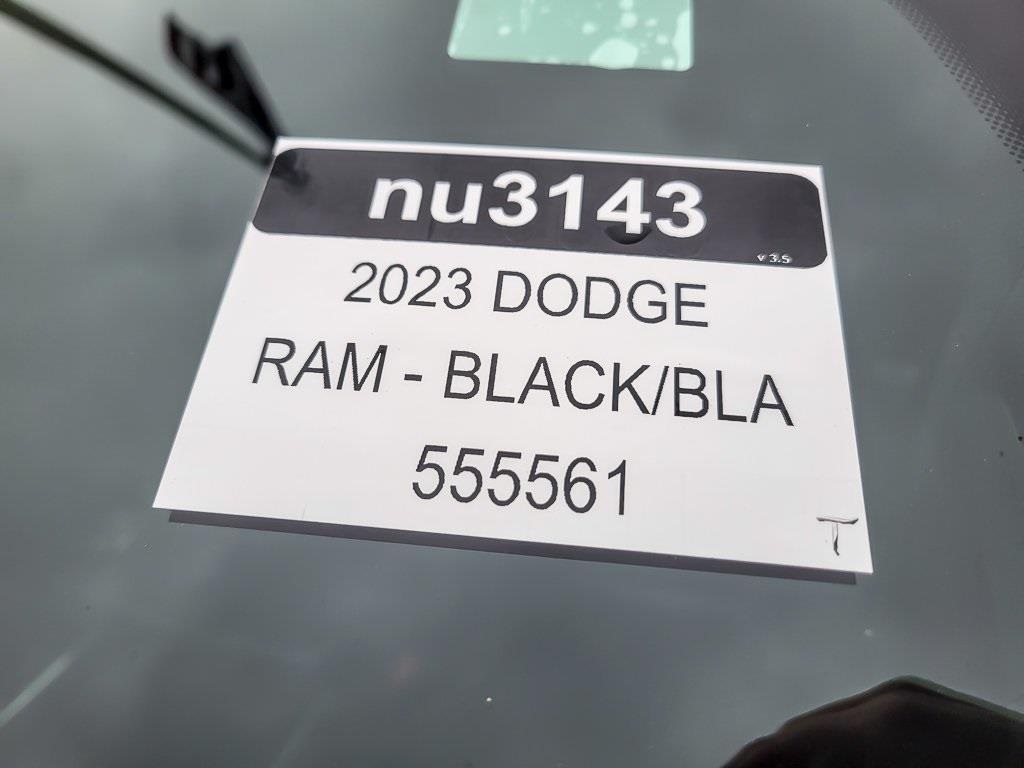 nu3143
v 3.5
2023 DODGE
RAM - BLACK/BLA
555561
T